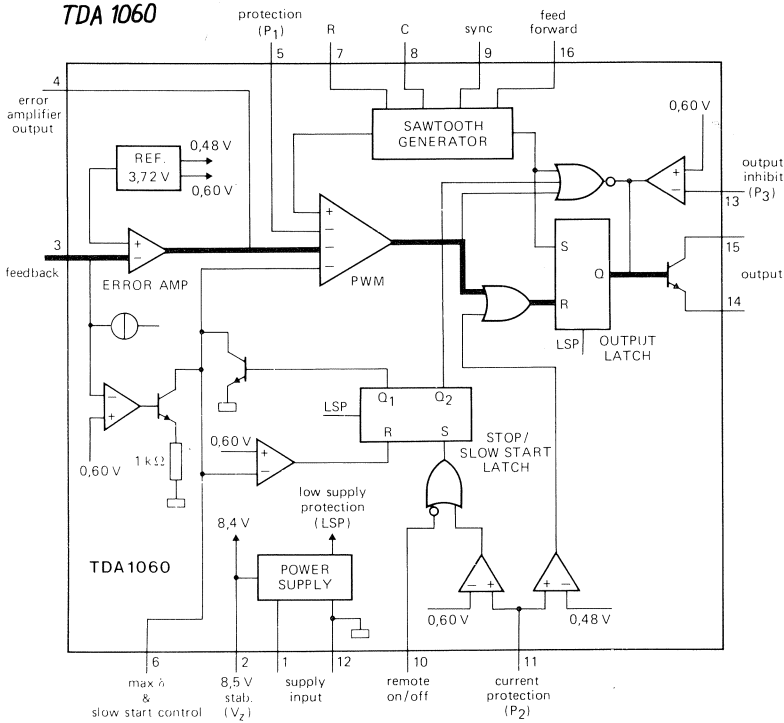 TDA 1060
protection
(P1)
R
C
sync
feed
forward
5
7
8
9
16
4
error
amplifier
output
SAWTOOTH
GENERATOR
0,60 V
REF.
3,72 V
0,48 V
0,60 V
+
−
output
inhibit
(P3)
13
+
−
−
−
PWM
3
feedback
+
−
ERROR AMP
S
Q
R
15
output
14
LSP
OUTPUT
LATCH
Q1
Q2
LSP
R
S
STOP/
SLOW START
LATCH
−
+
0,60 V
1 kΩ
0,60 V
+
−
low supply
protection
(LSP)
8,4 V
TDA1060
POWER
SUPPLY
−
+
+
−
0,60 V
0,48 V
6
2
1
12
10
11
max δ
&
slow start control
8,5 V
stab.
(Vz)
supply
input
remote
on/off
current
protection
(P2)